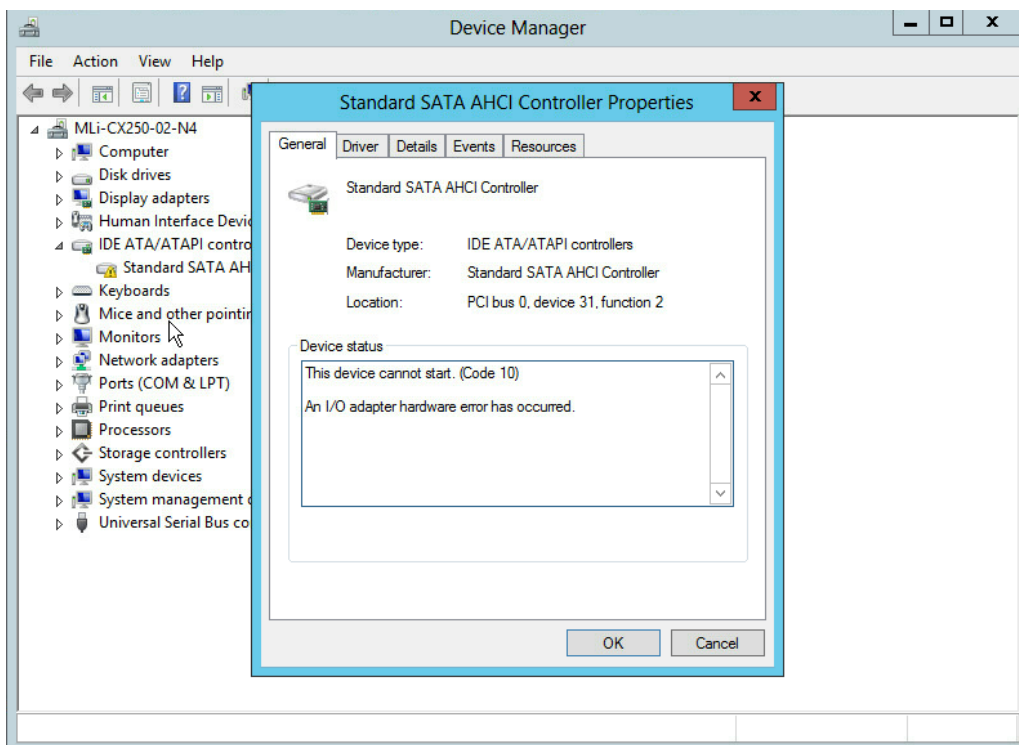 Device Manager
File Action View Help
Standard SATA AHCI Controller Properties
MLi-CX250-02-N4
Computer
Disk drives
Display adapters
Human Interface Devic
IDE ATA/ATAPI contro
Standard SATA AH
Keyboards
Mice and other pointin
Monitors
Network adapters
Ports (COM & LPT)
Print queues
Processors
Storage controllers
System devices
System management
Universal Serial Bus co
General Driver Details Events Resources
Standard SATA AHCI Controller
Device type: IDE ATA/ATAPI controllers
Manufacturer: Standard SATA AHCI Controller
Location: PCI bus 0, device 31, function 2
Device status
This device cannot start. (Code 10)
An I/O adapter hardware error has occurred.
OK Cancel